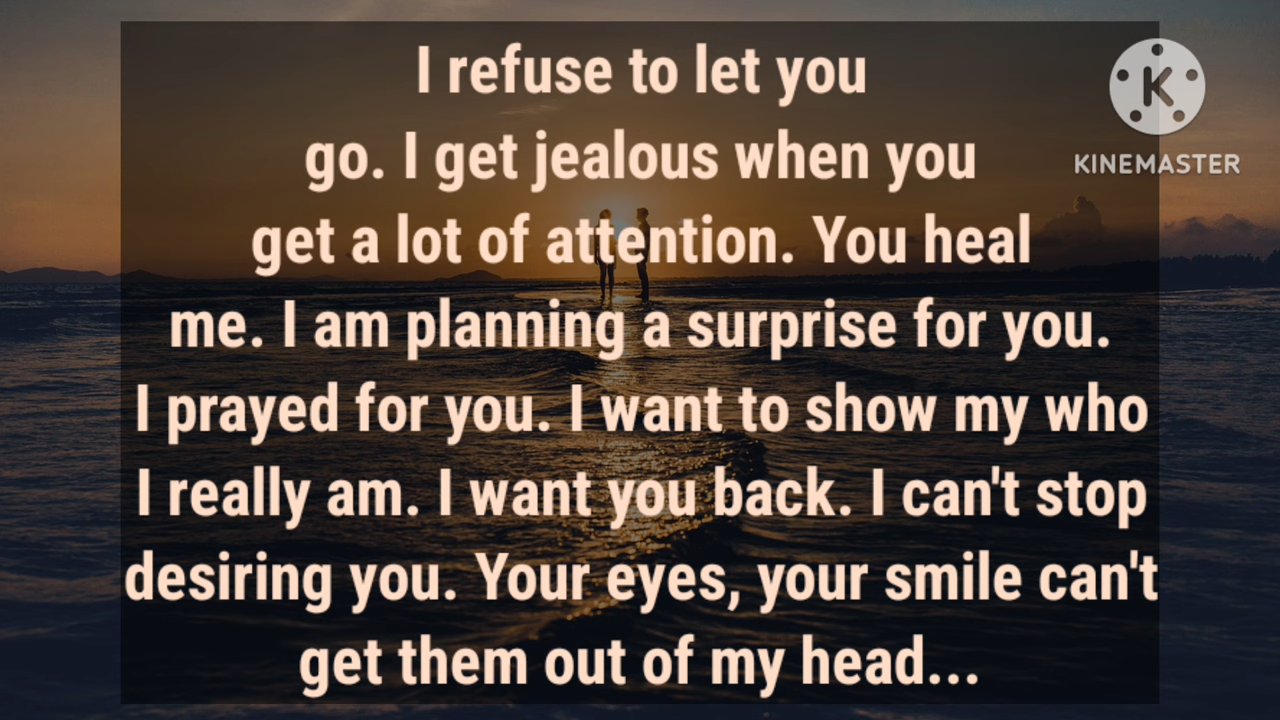 I refuse to let you
go. I get jealous when you
get a lot of attention. You heal
me. I am planning a surprise for you.
I prayed for you. I want to show my who
I really am. I want you back. I can't stop
desiring you. Your eyes, your smile can't
get them out of my head...
K
KINEMASTER